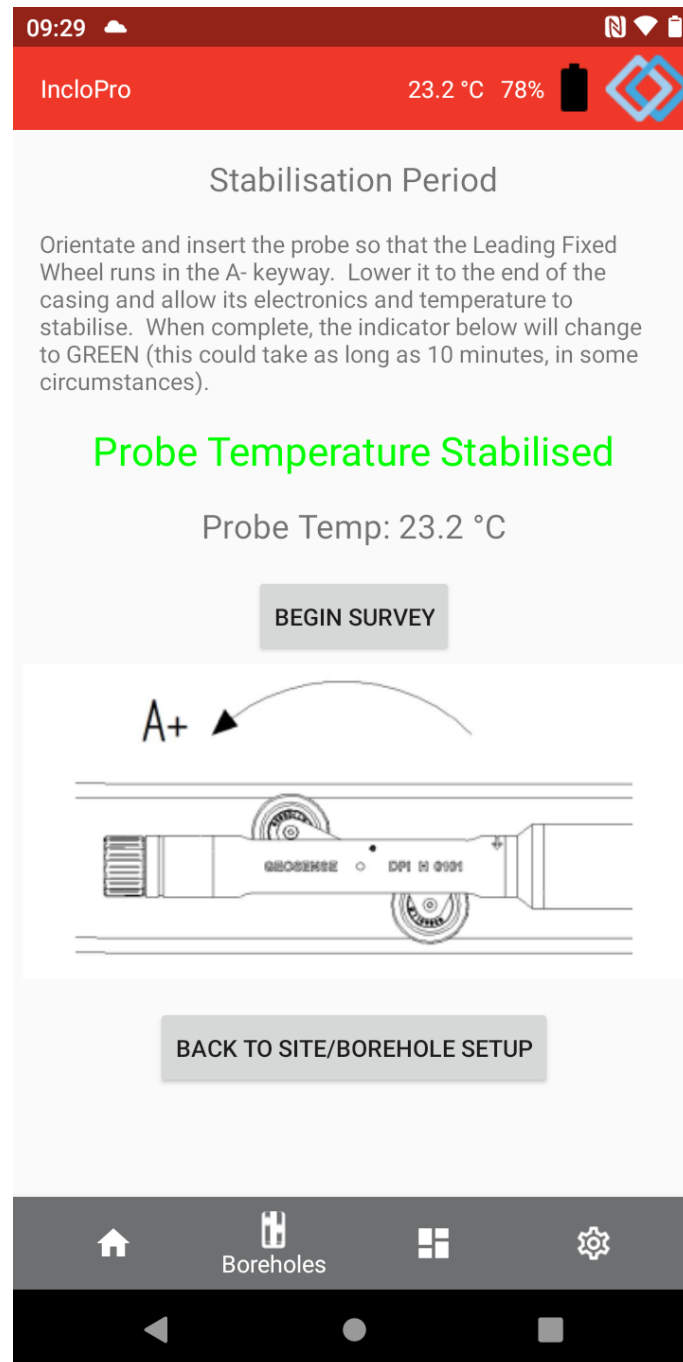 09:29
IncloPro 23.2 °C 78%
Stabilisation Period
Orientate and insert the probe so that the Leading Fixed
Wheel runs in the A- keyway. Lower it to the end of the
casing and allow its electronics and temperature to
stabilise. When complete, the indicator below will change
to GREEN (this could take as long as 10 minutes, in some
circumstances).
Probe Temperature Stabilised
Probe Temp: 23.2 °C
BEGIN SURVEY
A+
GEOSENSE DPI H 0101
BACK TO SITE/BOREHOLE SETUP
Boreholes